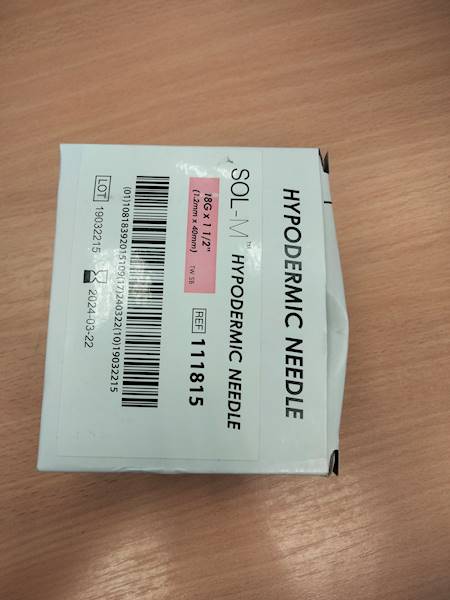 HYPODERMIC NEEDLE
SOL-M™ HYPODERMIC NEEDLE
18G x 1 1/2"
(1.2mm x 40mm)
TW SB
REF 111815
(01)10818392015109(17)240322(10)19032215
LOT 19032215
2024-03-22